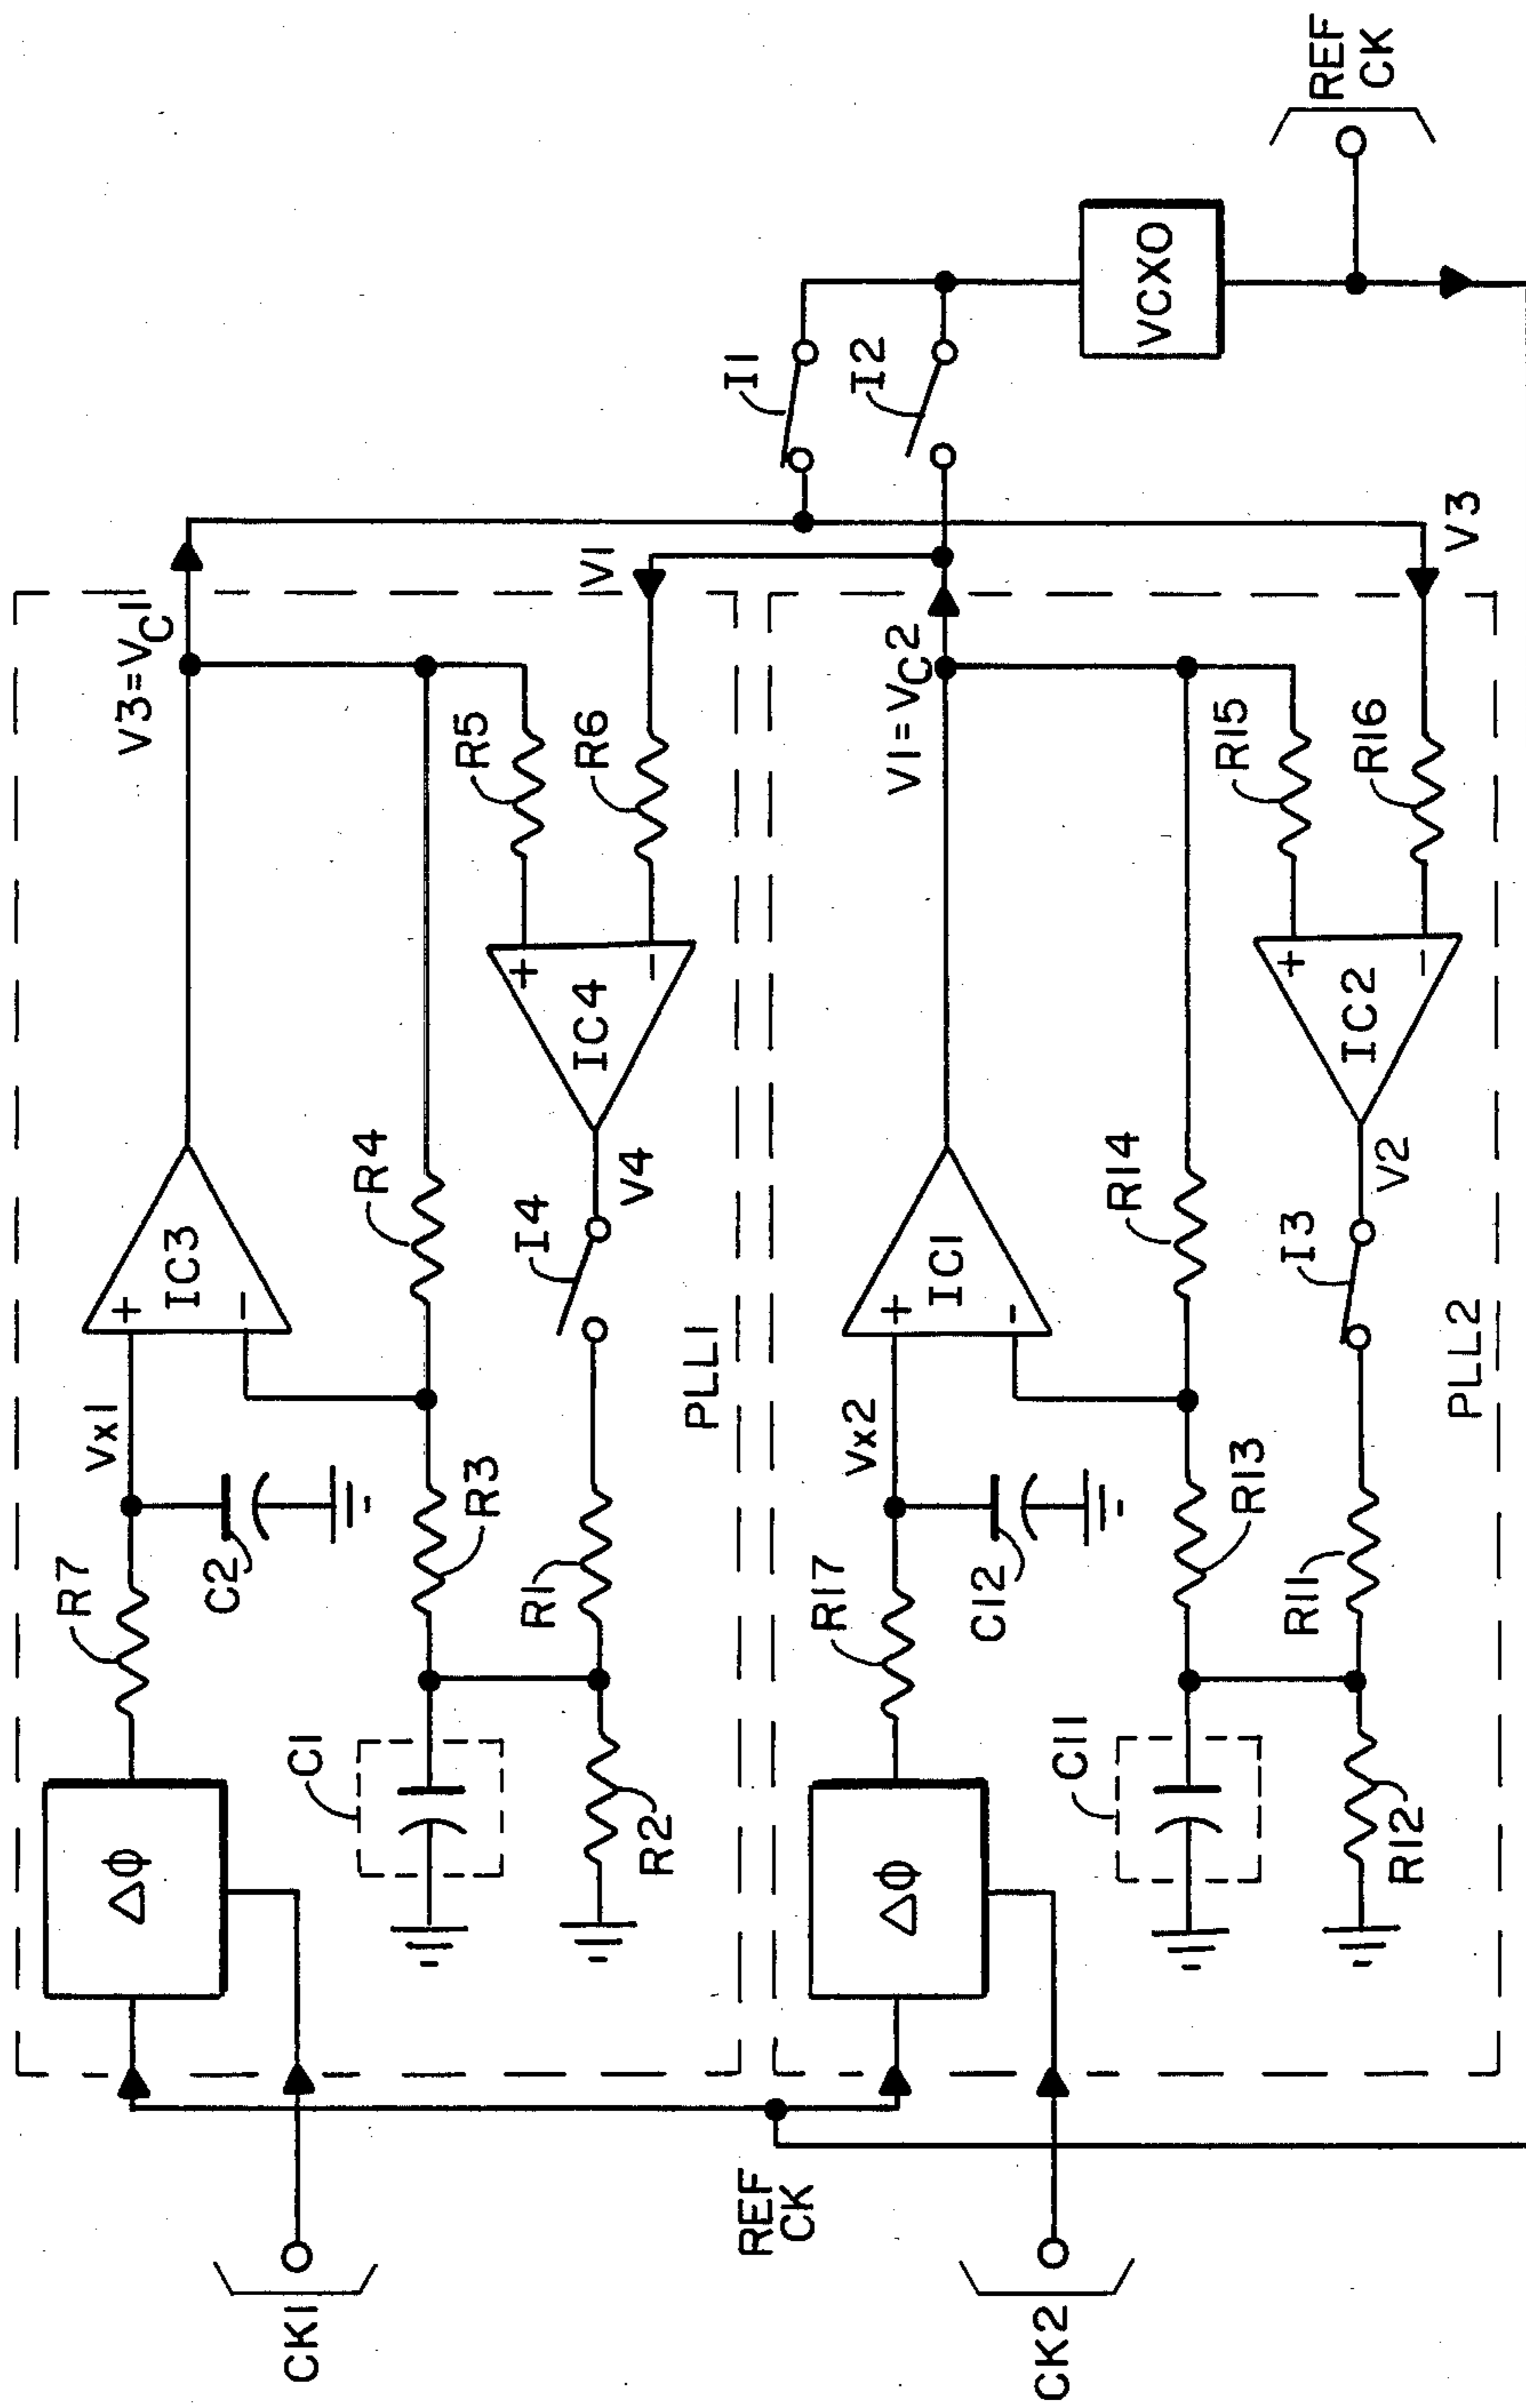 REF
CK
VCXO
I1
I2
V3
V1
V3=VC1
R5
R6
V1=VC2
R15
R16
IC4
+
-
IC2
+
-
R4
V4
I4
IC3
+
-
R14
V2
I3
IC1
+
-
PLL1
PLL2
Vx1
R3
C2
R7
R1
Vx2
R13
C12
R17
R11
C1
R2
C11
R12
ΔΦ
ΔΦ
REF
CK
CK1
CK2